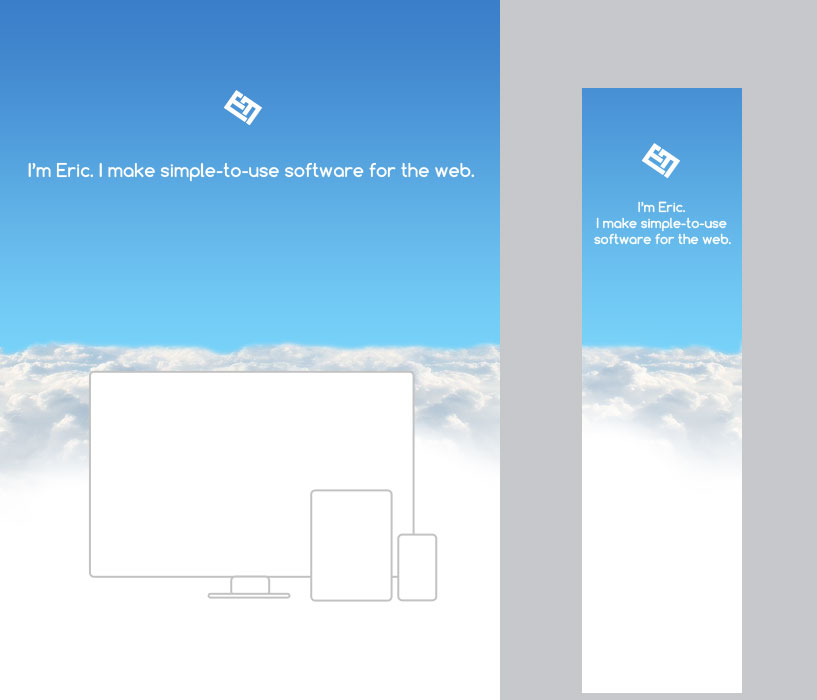 I'm Eric. I make simple-to-use software for the web.
I'm Eric.
I make simple-to-use
software for the web.